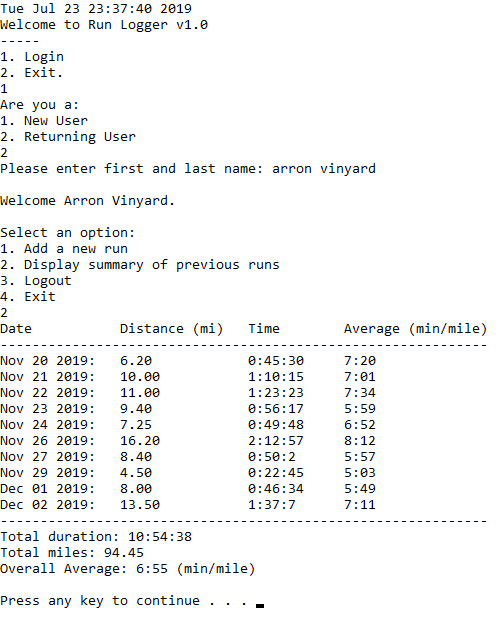 Tue Jul 23 23:37:40 2019
Welcome to Run Logger v1.0
-----
1. Login
2. Exit.
1
Are you a:
1. New User
2. Returning User
2
Please enter first and last name: arron vinyard
Welcome Arron Vinyard.
Select an option:
1. Add a new run
2. Display summary of previous runs
3. Logout
4. Exit
2
Date Distance (mi) Time Average (min/mile)
-------------------------------------------------------------
Nov 20 2019: 6.20 0:45:30 7:20
Nov 21 2019: 10.00 1:10:15 7:01
Nov 22 2019: 11.00 1:23:23 7:34
Nov 23 2019: 9.40 0:56:17 5:59
Nov 24 2019: 7.25 0:49:48 6:52
Nov 26 2019: 16.20 2:12:57 8:12
Nov 27 2019: 8.40 0:50:2 5:57
Nov 29 2019: 4.50 0:22:45 5:03
Dec 01 2019: 8.00 0:46:34 5:49
Dec 02 2019: 13.50 1:37:7 7:11
-------------------------------------------------------------
Total duration: 10:54:38
Total miles: 94.45
Overall Average: 6:55 (min/mile)
Press any key to continue . . .